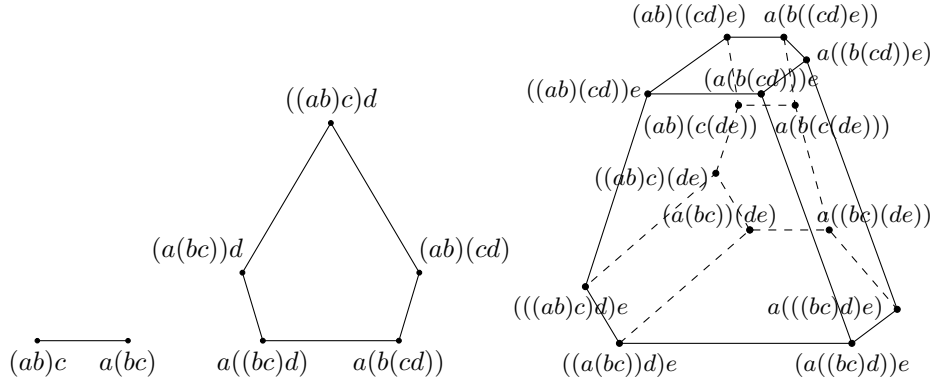 (ab)((cd)e) a(b((cd)e))
a((b(cd))e)
((ab)(cd))e (a(b(cd)))e
((ab)c)d
(ab)(c(de)) a(b(c(de)))
((ab)c)(de)
(a(bc))(de) a((bc)(de))
(a(bc))d (ab)(cd)
(((ab)c)d)e a(((bc)d)e)
(ab)c a(bc) a((bc)d) a(b(cd)) ((a(bc))d)e (a((bc)d))e